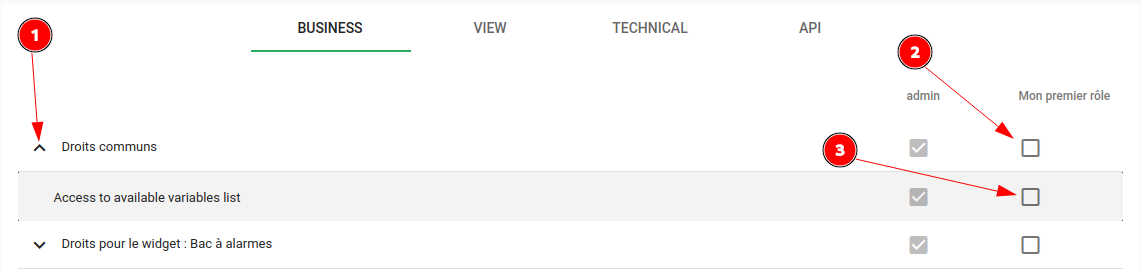 1
BUSINESS VIEW TECHNICAL API
2
admin Mon premier rôle
Droits communs
3
Access to available variables list
Droits pour le widget : Bac à alarmes